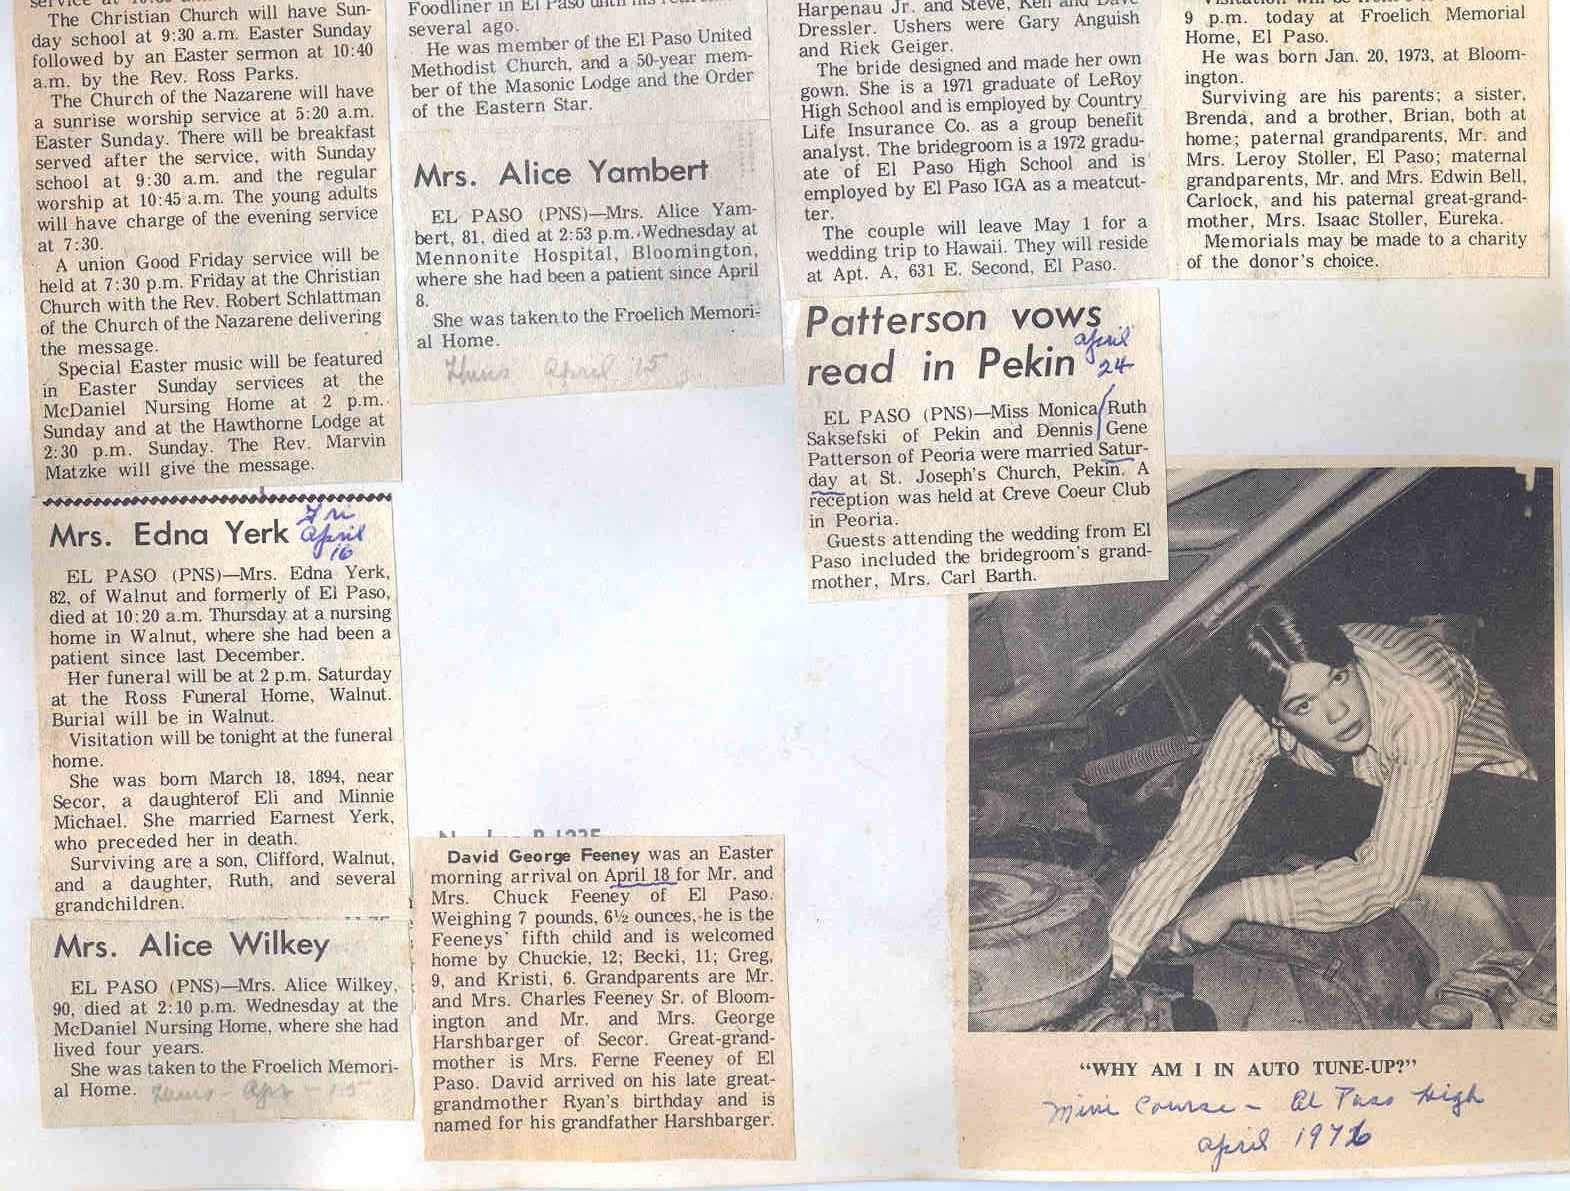 The Christian Church will have Sun-
day school at 9:30 a.m. Easter Sunday
followed by an Easter sermon at 10:40
a.m. by the Rev. Ross Parks.
The Church of the Nazarene will have
a sunrise worship service at 5:20 a.m.
Easter Sunday. There will be breakfast
served after the service, with Sunday
school at 9:30 a.m. and the regular
worship at 10:45 a.m. The young adults
will have charge of the evening service
at 7:30.
A union Good Friday service will be
held at 7:30 p.m. Friday at the Christian
Church with the Rev. Robert Schlattman
of the Church of the Nazarene delivering
the message.
Special Easter music will be featured
in Easter Sunday services at the
McDaniel Nursing Home at 2 p.m.
Sunday and at the Hawthorne Lodge at
2:30 p.m. Sunday. The Rev. Marvin
Matzke will give the message.
Mrs. Edna Yerk
Fri
April
16
EL PASO (PNS)—Mrs. Edna Yerk,
82, of Walnut and formerly of El Paso,
died at 10:20 a.m. Thursday at a nursing
home in Walnut, where she had been a
patient since last December.
Her funeral will be at 2 p.m. Saturday
at the Ross Funeral Home, Walnut.
Burial will be in Walnut.
Visitation will be tonight at the funeral
home.
She was born March 18, 1894, near
Secor, a daughterof Eli and Minnie
Michael. She married Earnest Yerk,
who preceded her in death.
Surviving are a son, Clifford, Walnut,
and a daughter, Ruth, and several
grandchildren.
Mrs. Alice Wilkey
EL PASO (PNS)—Mrs. Alice Wilkey,
90, died at 2:10 p.m. Wednesday at the
McDaniel Nursing Home, where she had
lived four years.
She was taken to the Froelich Memori-
al Home.
Thurs - Apr - 15
Foodliner in El Paso until his
several ago.
He was member of the El Paso United
Methodist Church, and a 50-year mem-
ber of the Masonic Lodge and the Order
of the Eastern Star.
Mrs. Alice Yambert
EL PASO (PNS)—Mrs. Alice Yam-
bert, 81, died at 2:53 p.m. Wednesday at
Mennonite Hospital, Bloomington,
where she had been a patient since April
8.
She was taken to the Froelich Memori-
al Home.
Thurs April 15
David George Feeney was an Easter
morning arrival on April 18 for Mr. and
Mrs. Chuck Feeney of El Paso.
Weighing 7 pounds, 6½ ounces, he is the
Feeneys' fifth child and is welcomed
home by Chuckie, 12; Becki, 11; Greg,
9, and Kristi, 6. Grandparents are Mr.
and Mrs. Charles Feeney Sr. of Bloom-
ington and Mr. and Mrs. George
Harshbarger of Secor. Great-grand-
mother is Mrs. Ferne Feeney of El
Paso. David arrived on his late great-
grandmother Ryan's birthday and is
named for his grandfather Harshbarger.
Harpenau Jr. and Steve, Ken and Dave
Dressler. Ushers were Gary Anguish
and Rick Geiger.
The bride designed and made her own
gown. She is a 1971 graduate of LeRoy
High School and is employed by Country
Life Insurance Co. as a group benefit
analyst. The bridegroom is a 1972 gradu-
ate of El Paso High School and is
employed by El Paso IGA as a meatcut-
ter.
The couple will leave May 1 for a
wedding trip to Hawaii. They will reside
at Apt. A, 631 E. Second, El Paso.
Patterson vows
read in Pekin
April
24
EL PASO (PNS)—Miss Monica Ruth
Saksefski of Pekin and Dennis Gene
Patterson of Peoria were married Satur-
day at St. Joseph's Church, Pekin. A
reception was held at Creve Coeur Club
in Peoria.
Guests attending the wedding from El
Paso included the bridegroom's grand-
mother, Mrs. Carl Barth.
9 p.m. today at Froelich Memorial
Home, El Paso.
He was born Jan. 20, 1973, at Bloom-
ington.
Surviving are his parents; a sister,
Brenda, and a brother, Brian, both at
home; paternal grandparents, Mr. and
Mrs. Leroy Stoller, El Paso; maternal
grandparents, Mr. and Mrs. Edwin Bell,
Carlock, and his paternal great-grand-
mother, Mrs. Isaac Stoller, Eureka.
Memorials may be made to a charity
of the donor's choice.
"WHY AM I IN AUTO TUNE-UP?"
Mini Course - El Paso High
April 1976